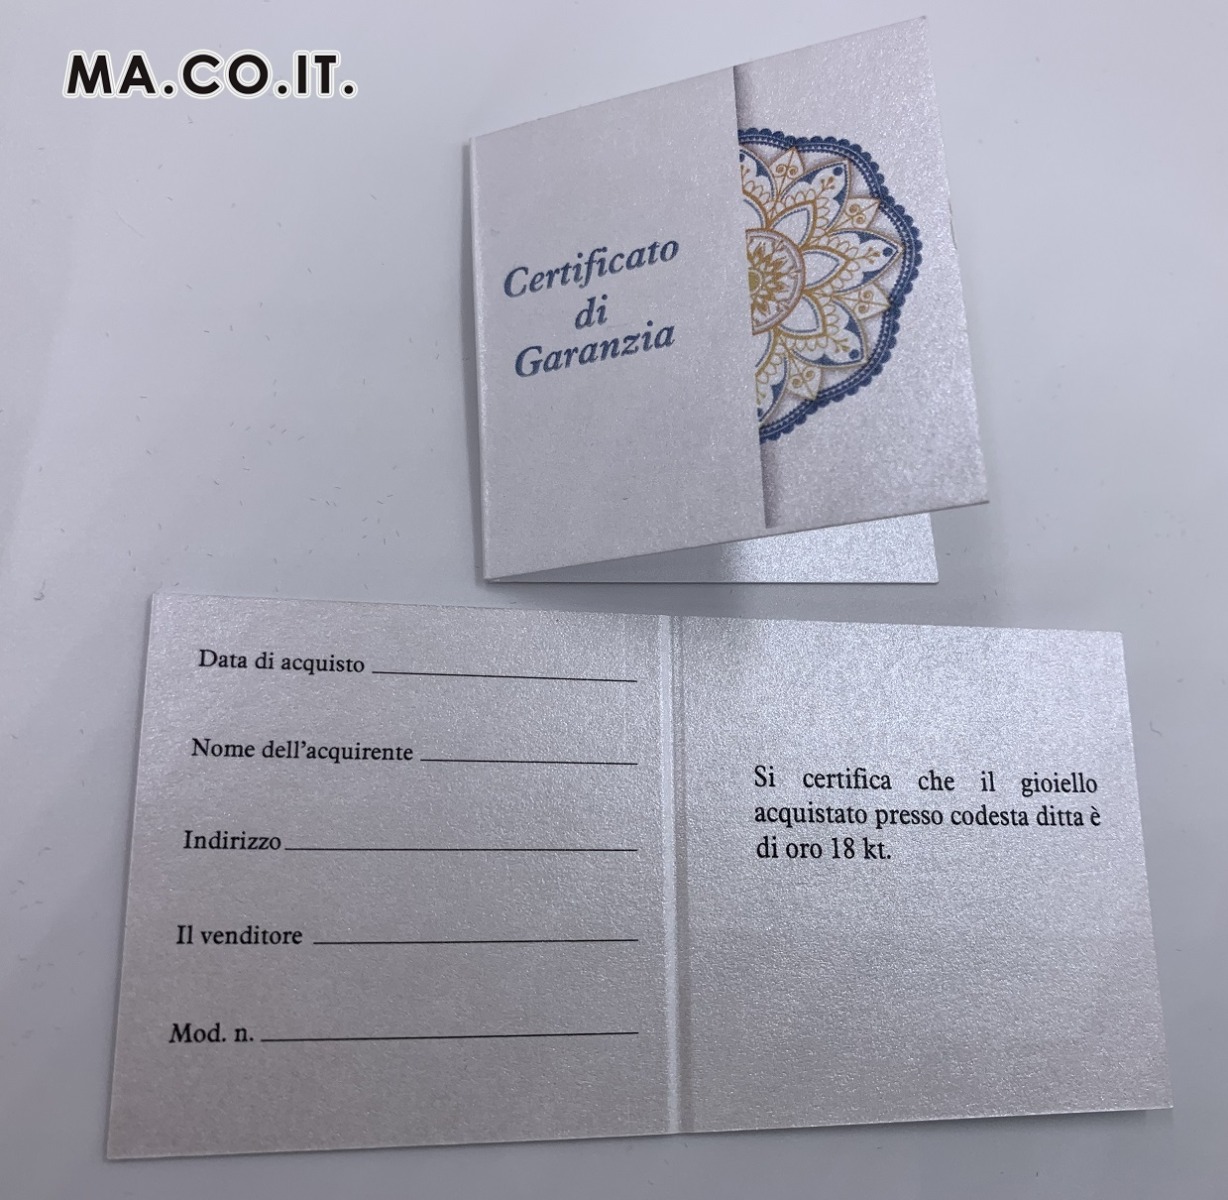 MA.CO.IT.
Certificato
di
Garanzia
Data di acquisto
Nome dell'acquirente
Indirizzo
Il venditore
Mod. n.
Si certifica che il gioiello
acquistato presso codesta ditta è
di oro 18 kt.